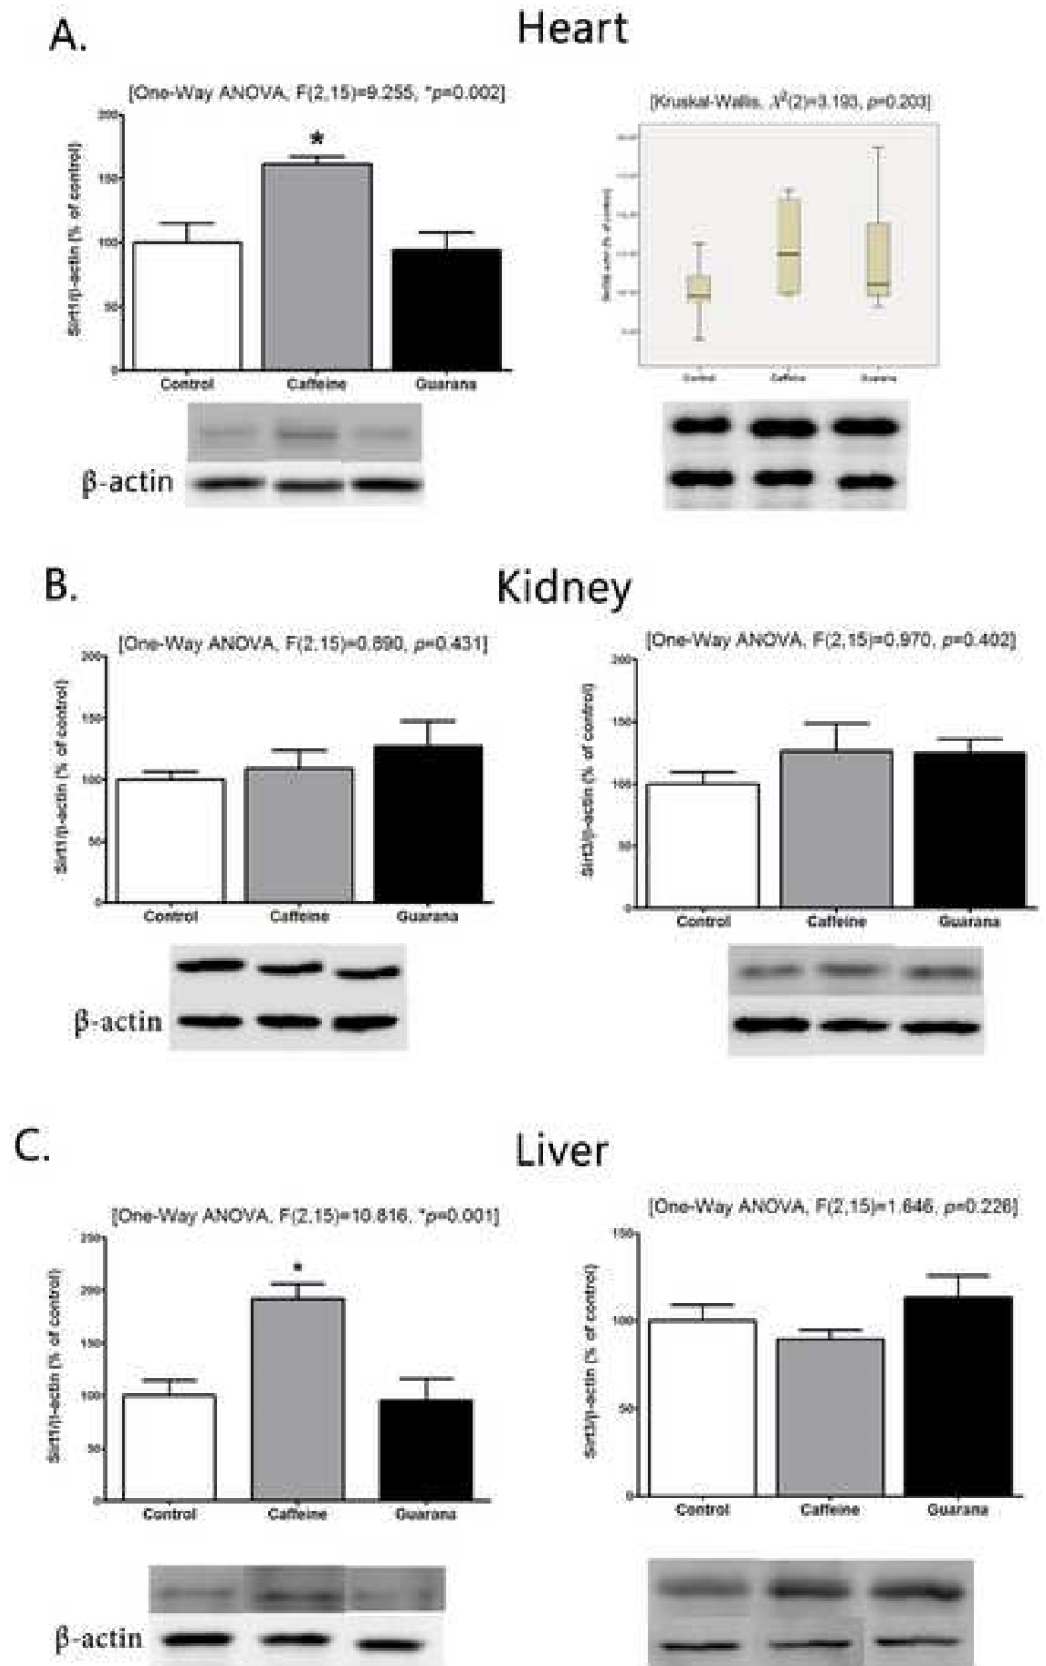 A.
Heart
[One-Way ANOVA, F(2,15)=9.255, *p=0.002]
Sirt1/β-actin (% of control)
200
150
100
50
0
*
Control Caffeine Guarana
β-actin
[Kruskal-Wallis, X²(2)=3.193, p=0.203]
(% of control)
Control Caffeine Guarana
B.
Kidney
[One-Way ANOVA, F(2,15)=0.890, p=0.431]
Sirt1/β-actin (% of control)
200
150
100
50
0
Control Caffeine Guarana
β-actin
[One-Way ANOVA, F(2,15)=0.970, p=0.402]
Sirt3/β-actin (% of control)
200
150
100
50
0
Control Caffeine Guarana
C.
Liver
[One-Way ANOVA, F(2,15)=10.816, *p=0.001]
Sirt1/β-actin (% of control)
250
200
150
100
50
0
*
Control Caffeine Guarana
β-actin
[One-Way ANOVA, F(2,15)=1.646, p=0.226]
Sirt3/β-actin (% of control)
150
100
50
0
Control Caffeine Guarana